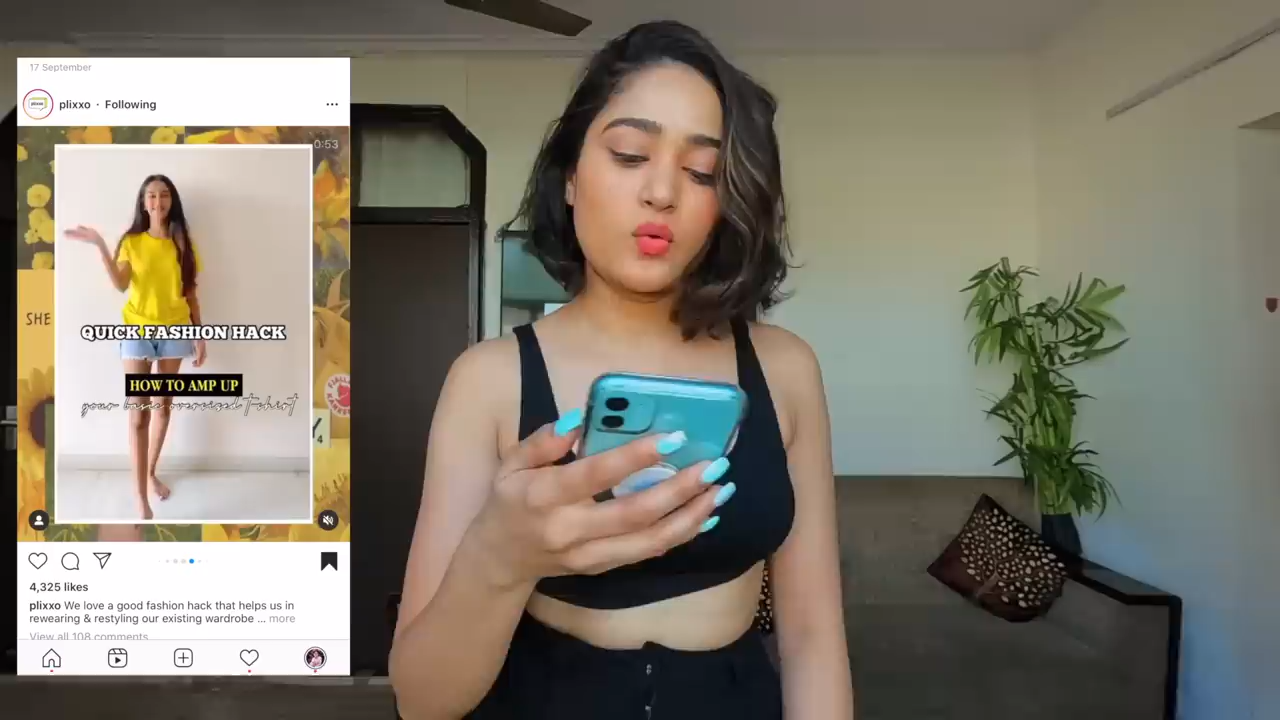 17 September
plixxo · Following
0:53
SHE
QUICK FASHION HACK
HOW TO AMP UP
your basic oversized t-shirt
Y
4
4,325 likes
plixxo We love a good fashion hack that helps us in
rewearing & restyling our existing wardrobe ... more
View all 108 comments